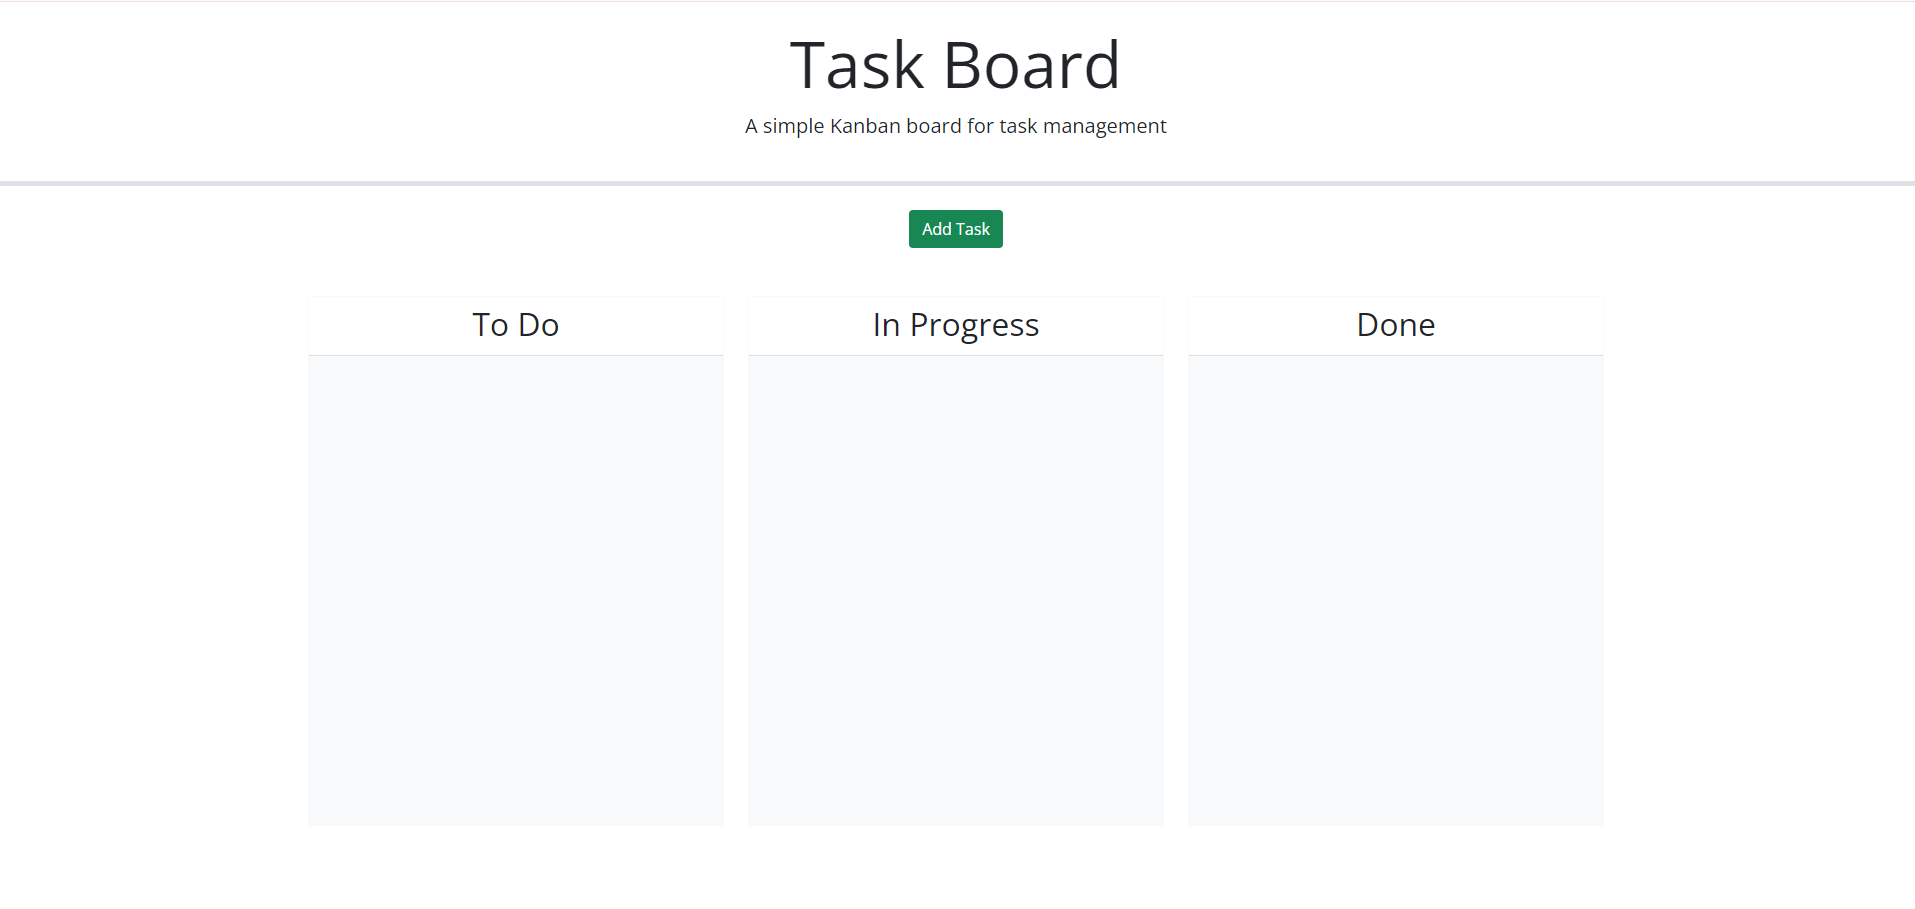 Task Board
A simple Kanban board for task management
Add Task
To Do
In Progress
Done